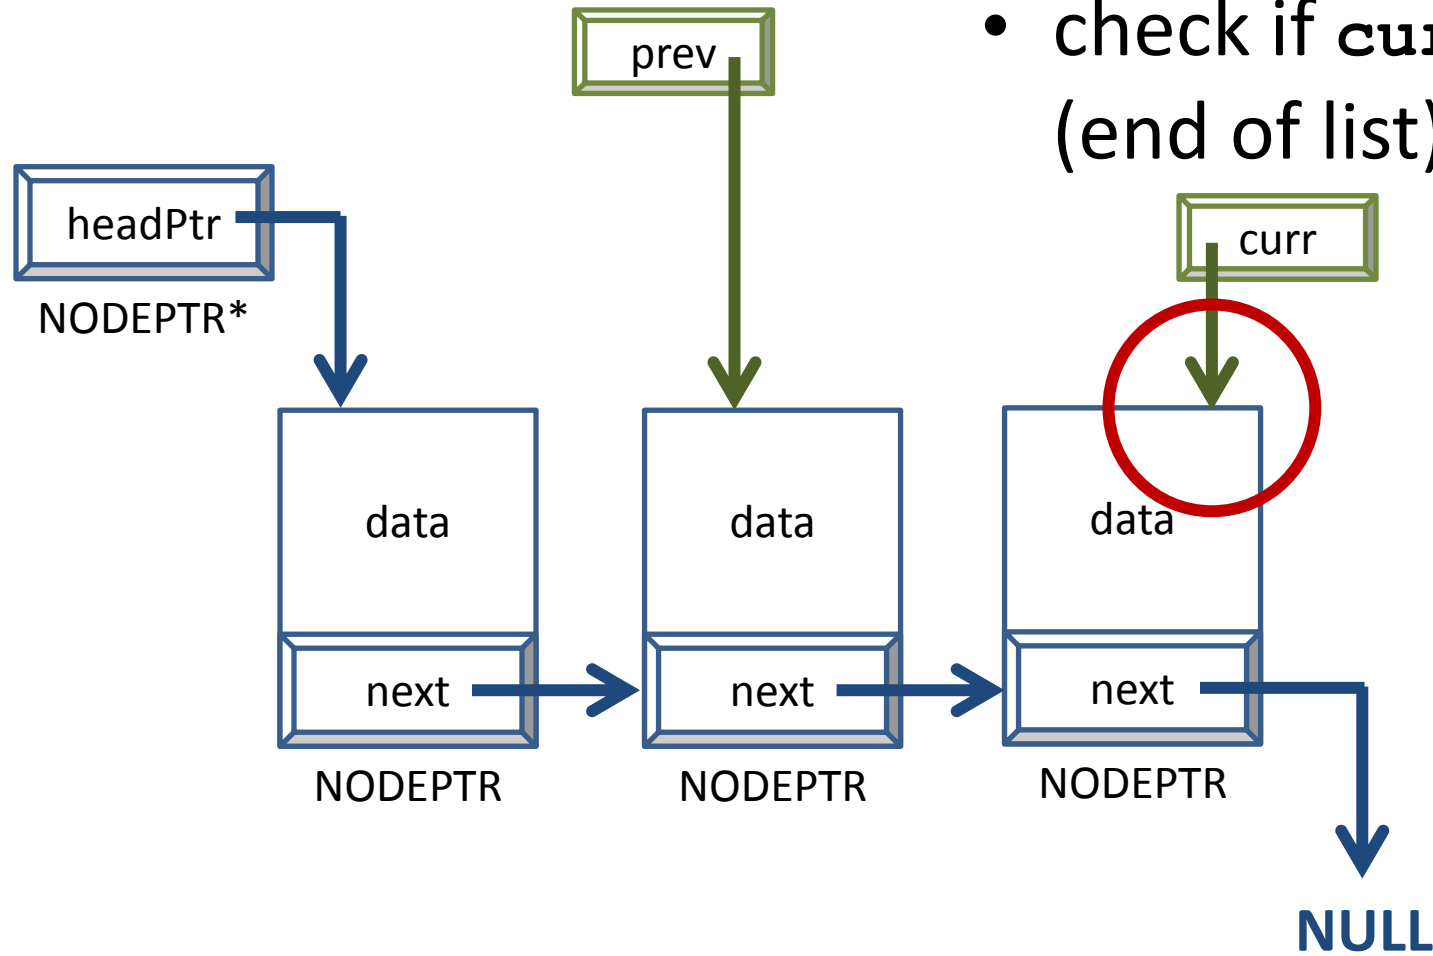 prev
• check if cur
(end of list)
headPtr
curr
NODEPTR*
data
data
data
next
next
next
NODEPTR
NODEPTR
NODEPTR
NULL